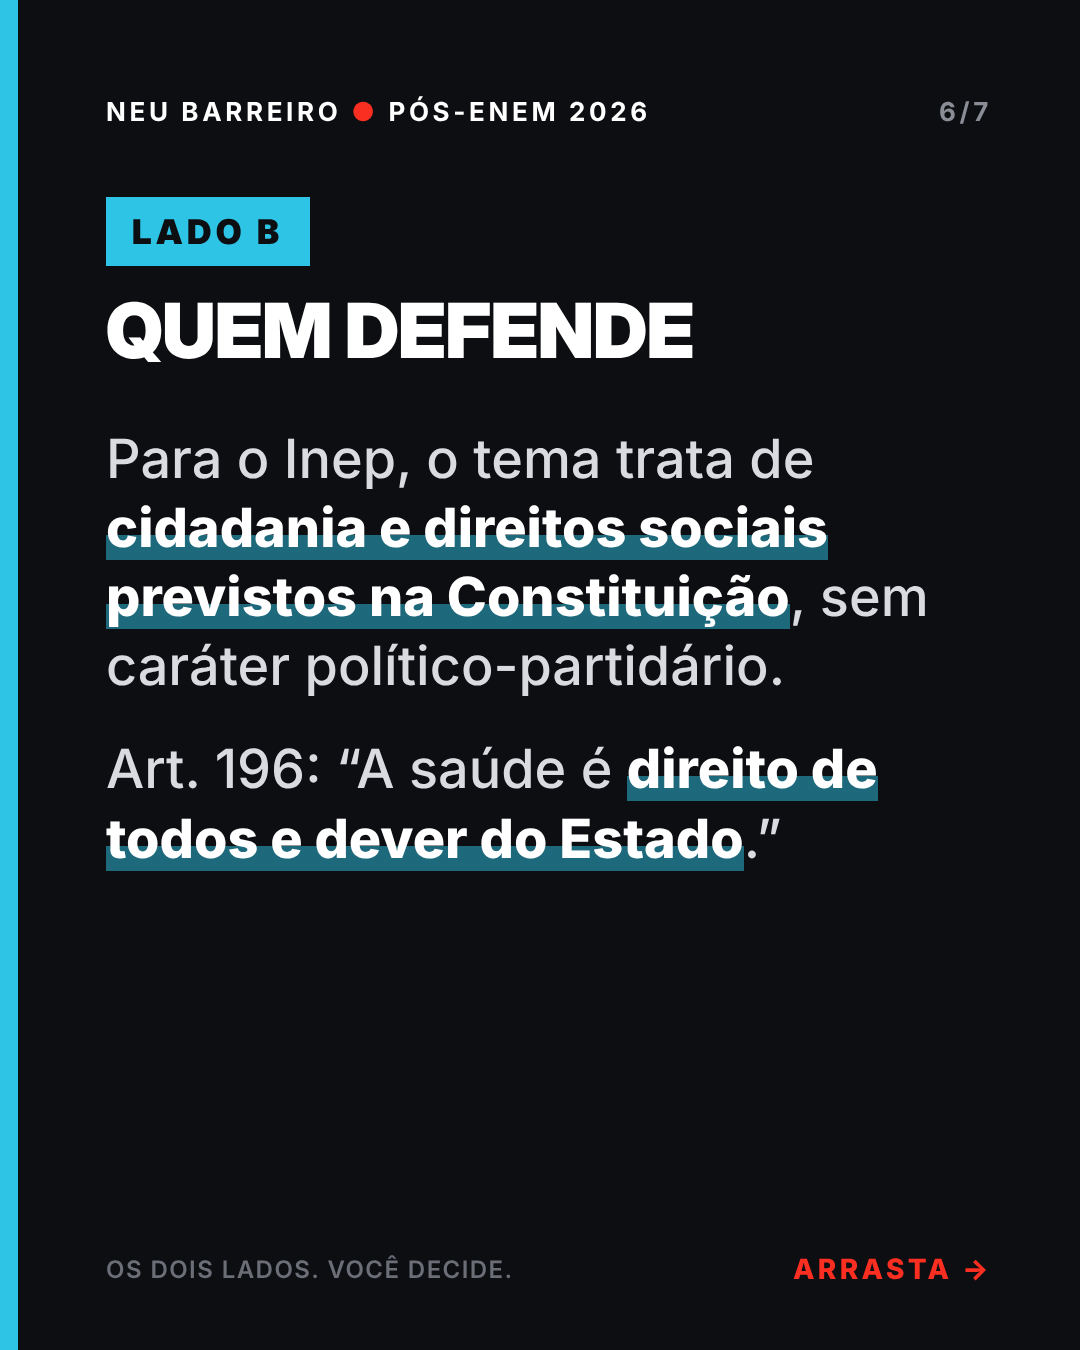 NEU BARREIRO ● PÓS-ENEM 2026
6/7
LADO B
QUEM DEFENDE
Para o Inep, o tema trata de
cidadania e direitos sociais
previstos na Constituição, sem
caráter político-partidário.
Art. 196: “A saúde é direito de
todos e dever do Estado.”
OS DOIS LADOS. VOCÊ DECIDE.
ARRASTA →